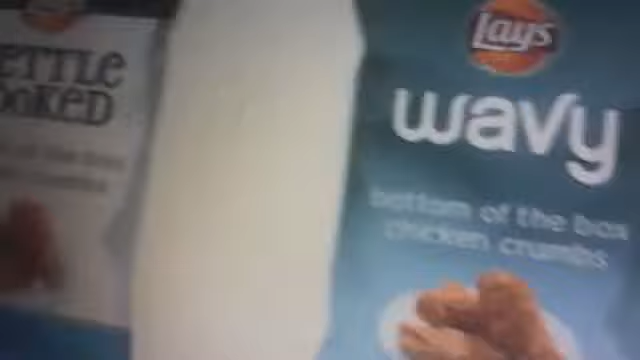 ETTLE
OOKED
Lay's
wavy
bottom of the box
chicken crumbs